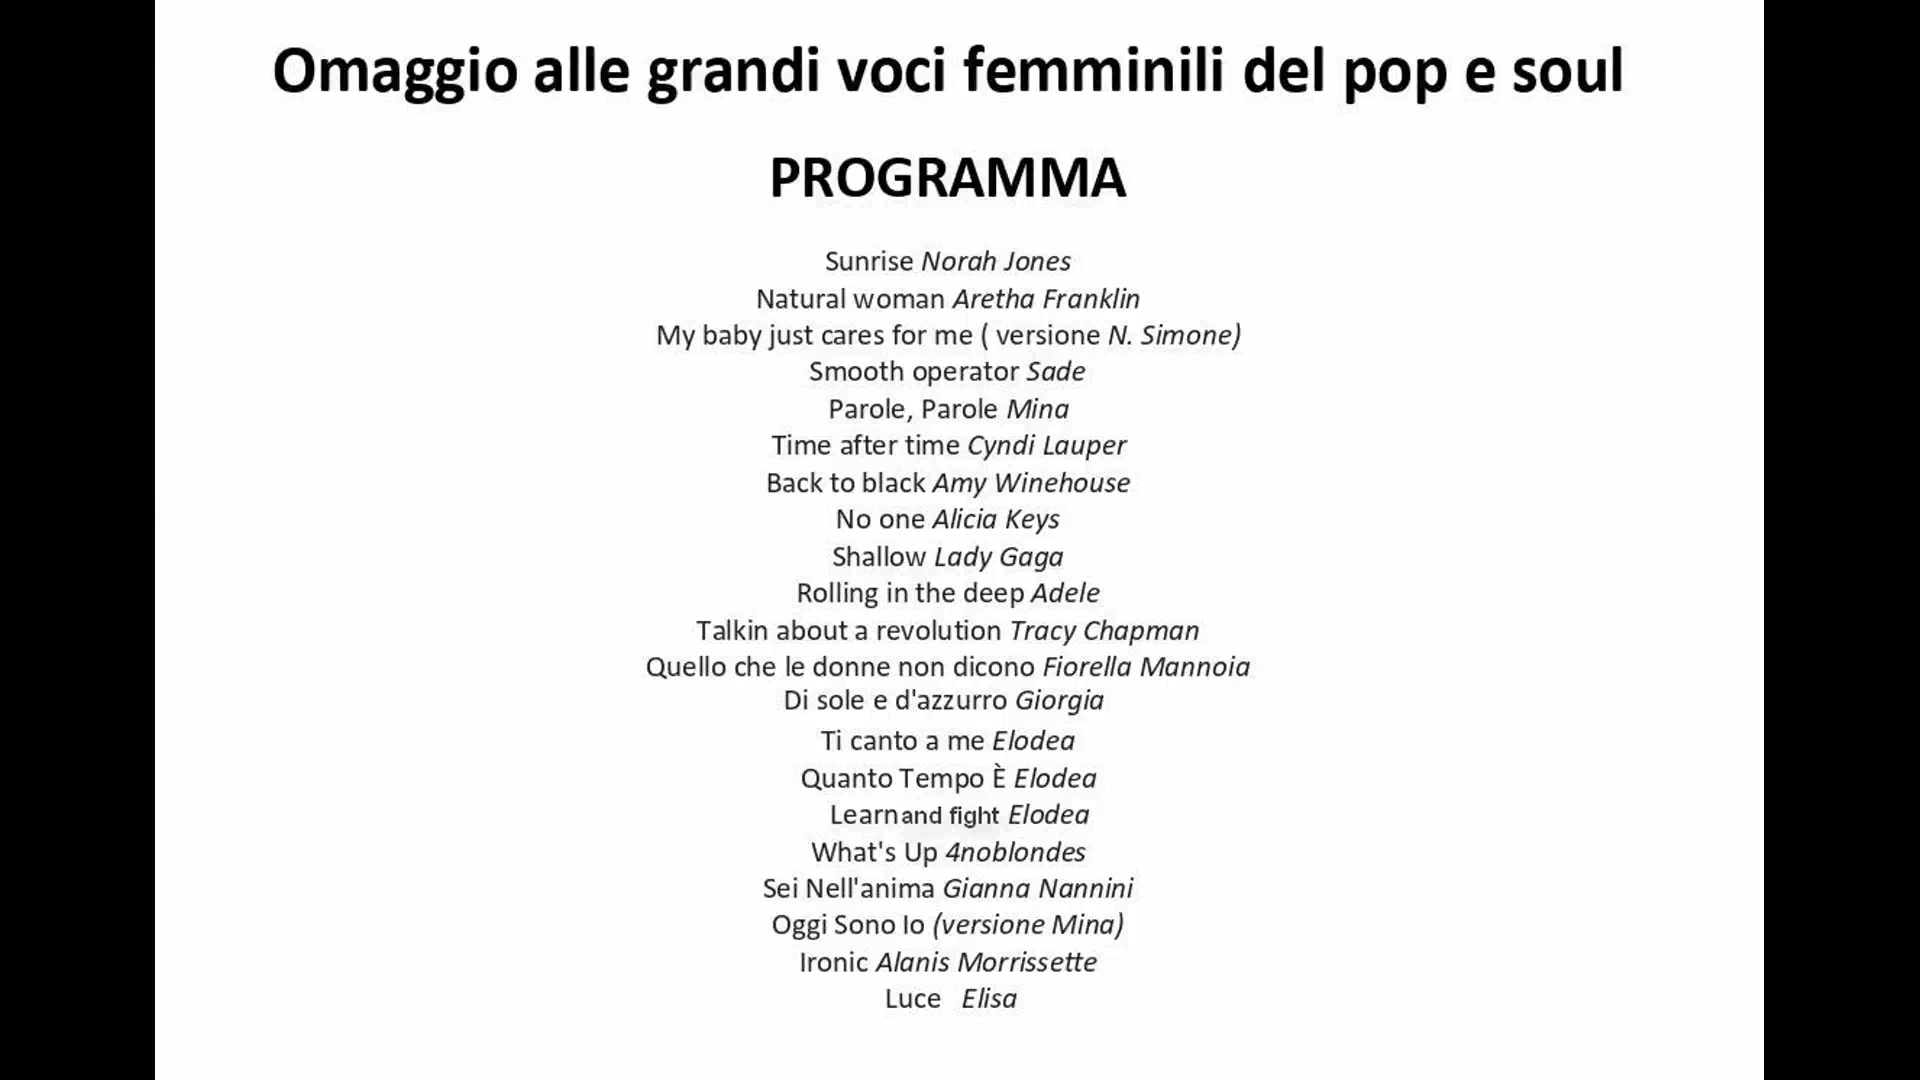 Omaggio alle grandi voci femminili del pop e soul
PROGRAMMA
Sunrise Norah Jones
Natural woman Aretha Franklin
My baby just cares for me ( versione N. Simone)
Smooth operator Sade
Parole, Parole Mina
Time after time Cyndi Lauper
Back to black Amy Winehouse
No one Alicia Keys
Shallow Lady Gaga
Rolling in the deep Adele
Talkin about a revolution Tracy Chapman
Quello che le donne non dicono Fiorella Mannoia
Di sole e d'azzurro Giorgia
Ti canto a me Elodea
Quanto Tempo È Elodea
Learn and fight Elodea
What's Up 4noblondes
Sei Nell'anima Gianna Nannini
Oggi Sono Io (versione Mina)
Ironic Alanis Morrissette
Luce Elisa